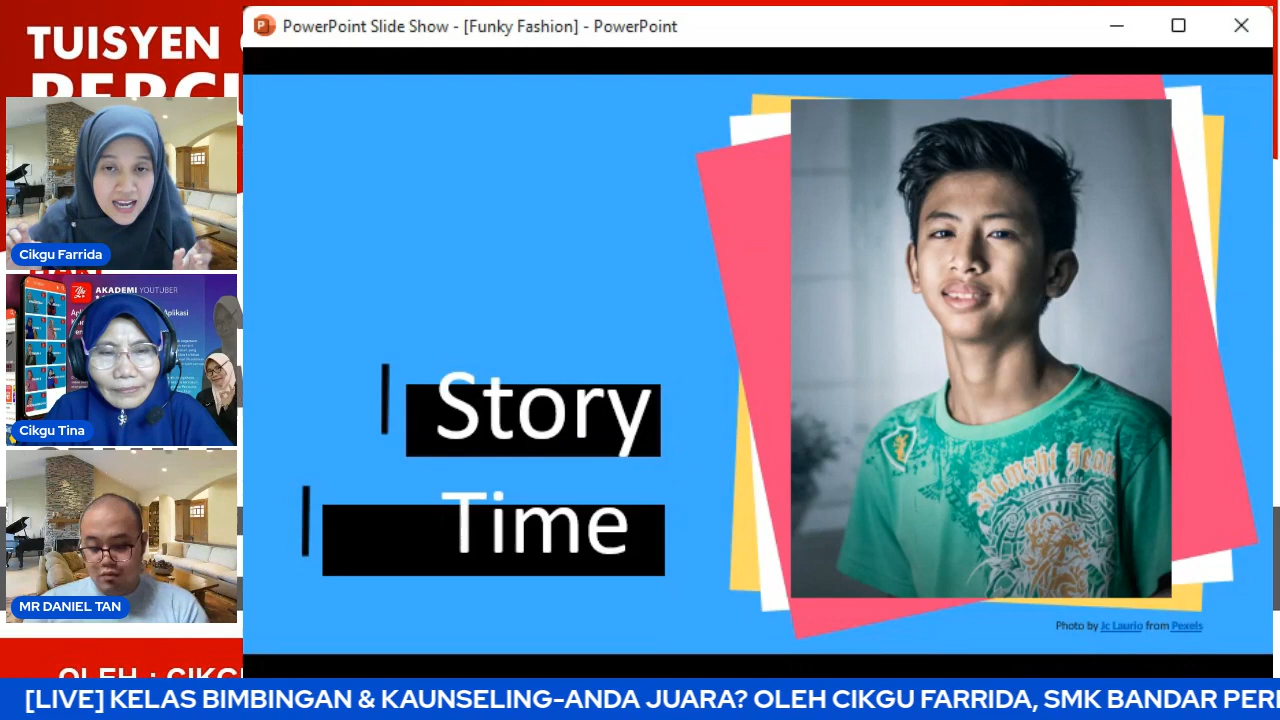 TUISYEN
PowerPoint Slide Show - [Funky Fashion] - PowerPoint
Cikgu Farrida
AKADEMI YOUTUBER
Cikgu Tina
MR DANIEL TAN
Story
Time
Numshi Jeans
Photo by Jc Laurio from Pexels
OLEH : CIKG
[LIVE] KELAS BIMBINGAN & KAUNSELING-ANDA JUARA? OLEH CIKGU FARRIDA, SMK BANDAR PER